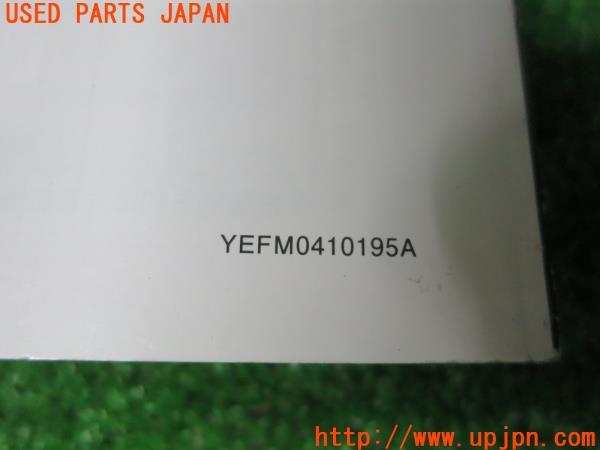 USED PARTS JAPAN
YEFM0410195A
http://www.upjpn.com